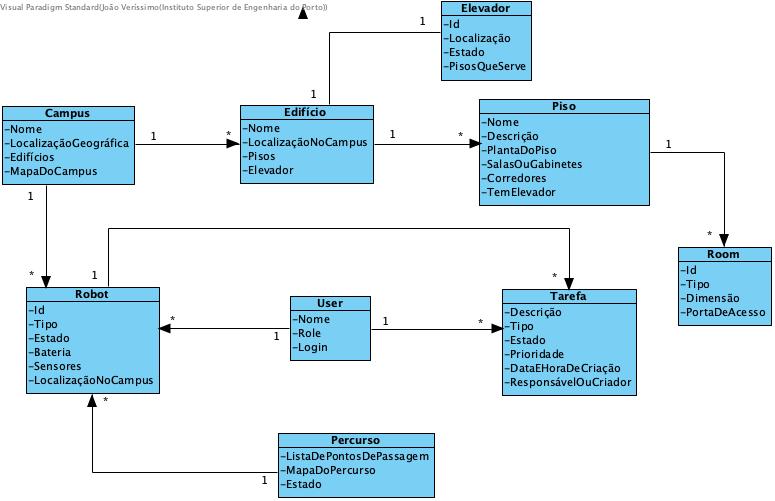 Visual Paradigm Standard(João Veríssimo(Instituto Superior de Engenharia do Porto))
Elevador
-Id
-Localização
-Estado
-PisosQueServe
1
1
Campus
-Nome
-LocalizaçãoGeográfica
-Edifícios
-MapaDoCampus
1
*
Edifício
-Nome
-LocalizaçãoNoCampus
-Pisos
-Elevador
1
*
Piso
-Nome
-Descrição
-PlantaDoPiso
-SalasOuGabinetes
-Corredores
-TemElevador
1
*
Room
-Id
-Tipo
-Dimensão
-PortaDeAcesso
1
*
1
*
Robot
-Id
-Tipo
-Estado
-Bateria
-Sensores
-LocalizaçãoNoCampus
*
1
User
-Nome
-Role
-Login
1
*
Tarefa
-Descrição
-Tipo
-Estado
-Prioridade
-DataEHoraDeCriação
-ResponsávelOuCriador
*
1
Percurso
-ListaDePontosDePassagem
-MapaDoPercurso
-Estado